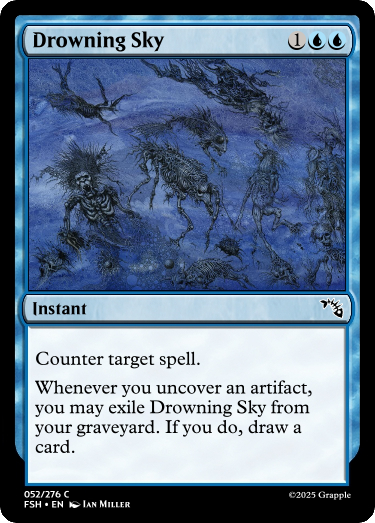 Drowning Sky
1
Instant
Counter target spell.
Whenever you uncover an artifact,
you may exile Drowning Sky from
your graveyard. If you do, draw a
card.
052/276 C
FSH • EN Ian Miller
©2025 Grapple